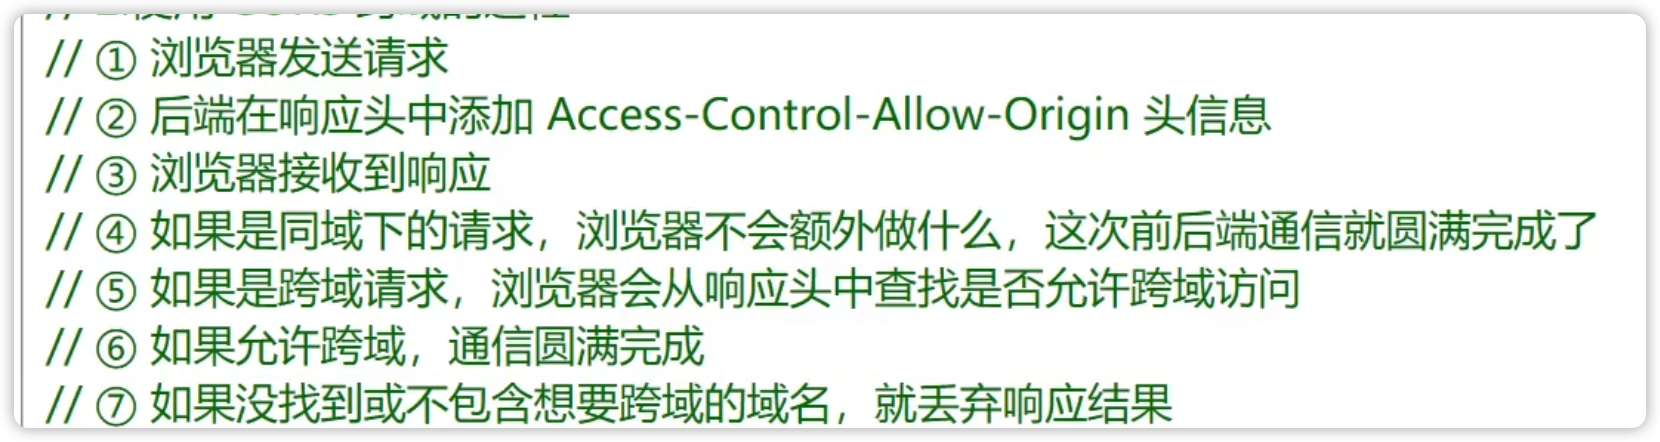 // ① 浏览器发送请求
// ② 后端在响应头中添加 Access-Control-Allow-Origin 头信息
// ③ 浏览器接收到响应
// ④ 如果是同域下的请求，浏览器不会额外做什么，这次前后端通信就圆满完成了
// ⑤ 如果是跨域请求，浏览器会从响应头中查找是否允许跨域访问
// ⑥ 如果允许跨域，通信圆满完成
// ⑦ 如果没找到或不包含想要跨域的域名，就丢弃响应结果